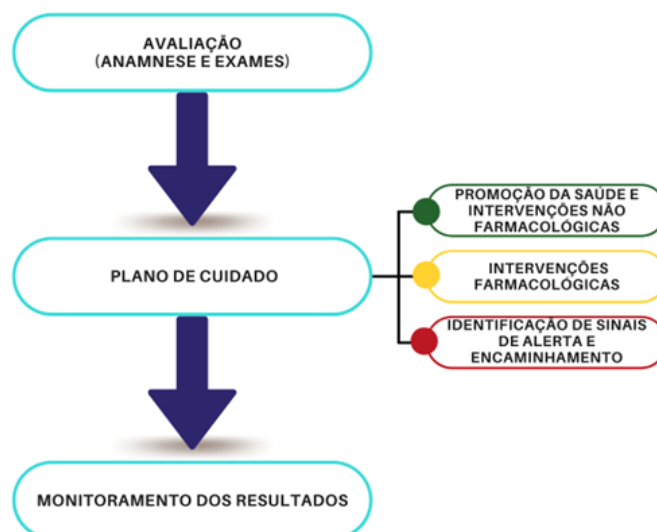 AVALIAÇÃO
(ANAMNESE E EXAMES)
PLANO DE CUIDADO
PROMOÇÃO DA SAÚDE E
INTERVENÇÕES NÃO
FARMACOLÓGICAS
INTERVENÇÕES
FARMACOLÓGICAS
IDENTIFICAÇÃO DE SINAIS
DE ALERTA E
ENCAMINHAMENTO
MONITORAMENTO DOS RESULTADOS